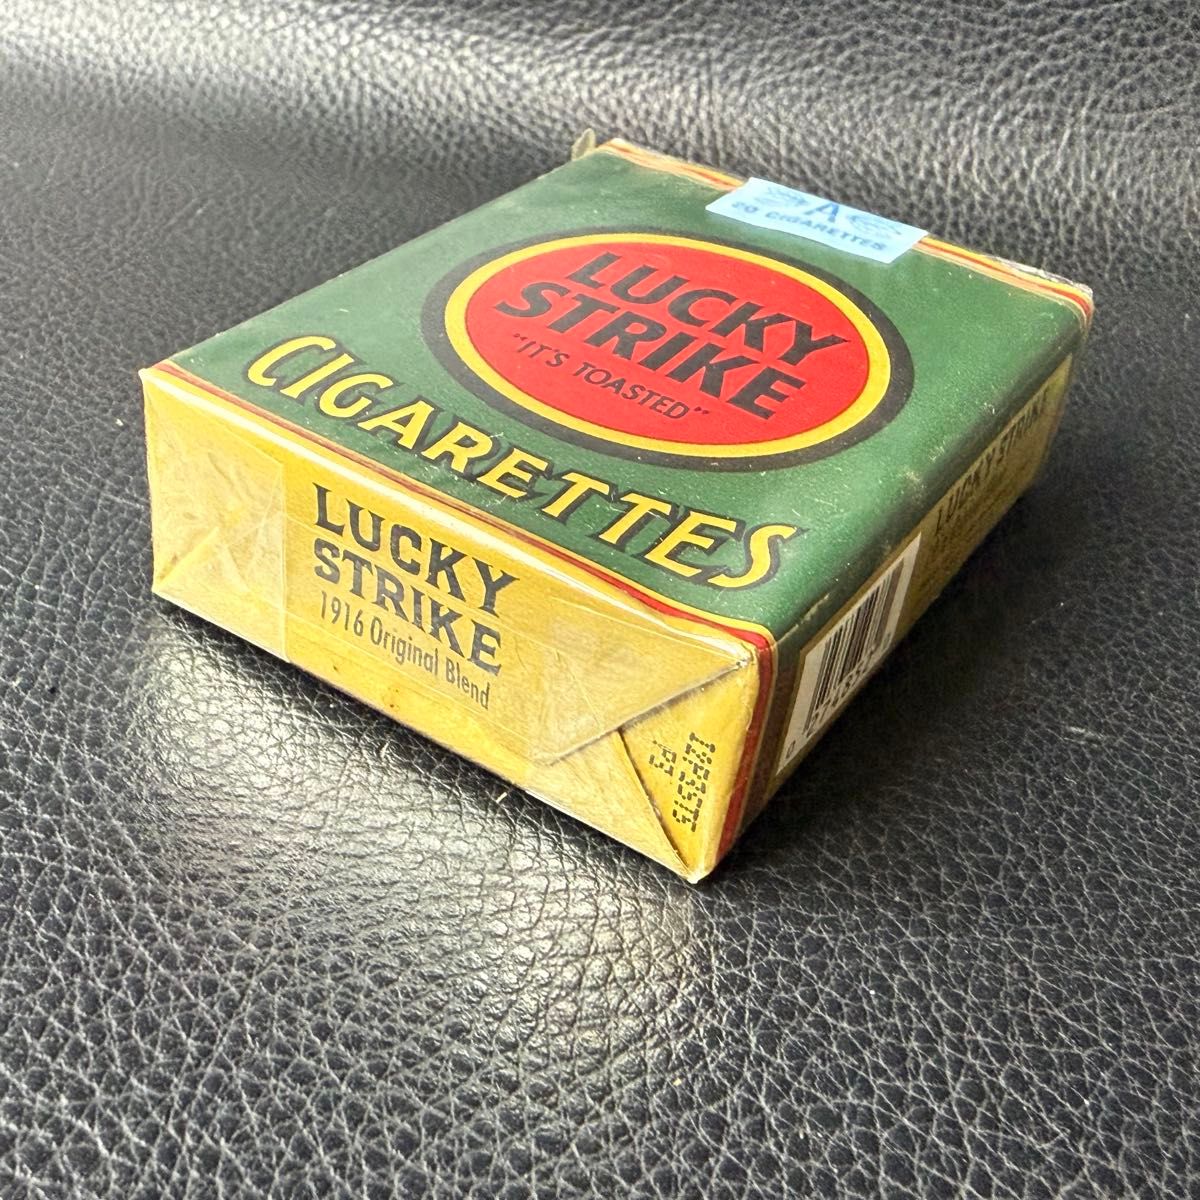 A
20 CIGARETTES
LUCKY
STRIKE
"IT'S TOASTED"
CIGARETTES
LUCKY
STRIKE
1916 Original Blend
LUCKY STRIKE